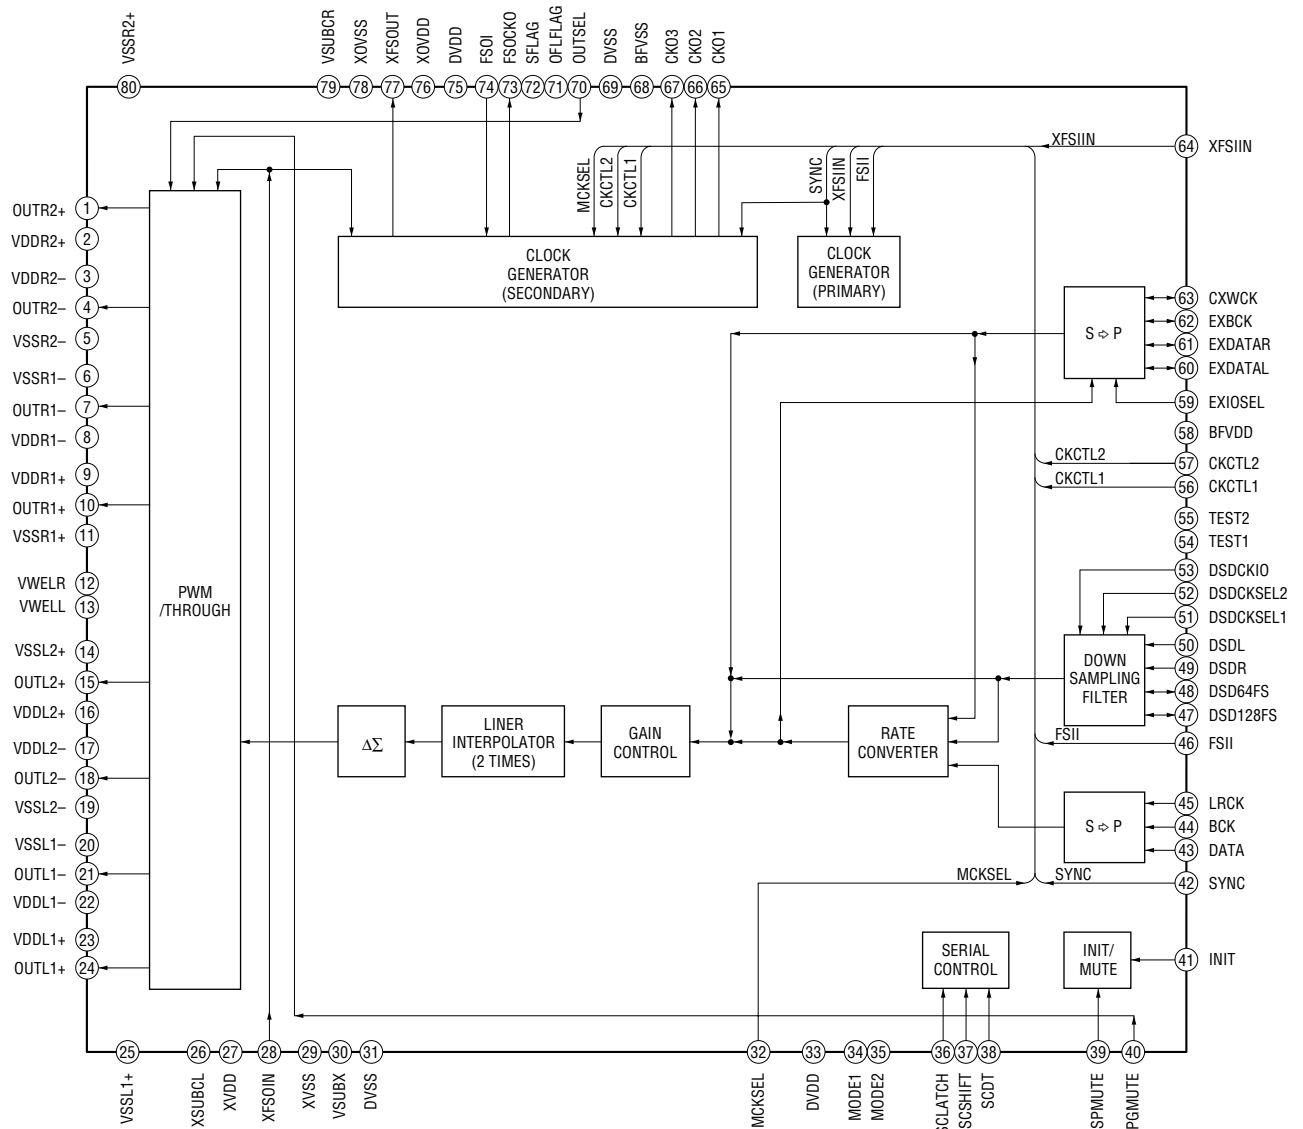 VSSR2+
VSUBCR
XOVSS
XFSOUT
XOVDD
DVDD
FSOI
FSOCKO
SFLAG
OFLFLAG
OUTSEL
DVSS
BFVSS
CKO3
CKO2
CKO1
80
79
78
77
76
75
74
73
72
71
70
69
68
67
66
65
XFSIIN
64
XFSIIN
MCKSEL
CKCTL2
CKCTL1
SYNC
XFSIIN
FSII
OUTR2+
1
VDDR2+
2
VDDR2–
3
OUTR2–
4
VSSR2–
5
VSSR1–
6
OUTR1–
7
VDDR1–
8
VDDR1+
9
OUTR1+
10
VSSR1+
11
VWELR
12
VWELL
13
VSSL2+
14
OUTL2+
15
VDDL2+
16
VDDL2–
17
OUTL2–
18
VSSL2–
19
VSSL1–
20
OUTL1–
21
VDDL1–
22
VDDL1+
23
OUTL1+
24
CLOCK
GENERATOR
(SECONDARY)
CLOCK
GENERATOR
(PRIMARY)
S ⇨ P
63
CXWCK
62
EXBCK
61
EXDATAR
60
EXDATAL
59
EXIOSEL
58
BFVDD
CKCTL2
57
CKCTL2
CKCTL1
56
CKCTL1
55
TEST2
54
TEST1
53
DSDCKIO
52
DSDCKSEL2
51
DSDCKSEL1
50
DSDL
49
DSDR
48
DSD64FS
47
DSD128FS
FSII
46
FSII
PWM
/THROUGH
DOWN
SAMPLING
FILTER
ΔΣ
LINER
INTERPOLATOR
(2 TIMES)
GAIN
CONTROL
RATE
CONVERTER
S ⇨ P
45
LRCK
44
BCK
43
DATA
MCKSEL
SYNC
42
SYNC
SERIAL
CONTROL
INIT/
MUTE
41
INIT
25
26
27
28
29
30
31
32
33
34
35
36
37
38
39
40
VSSL1+
XSUBCL
XVDD
XFSOIN
XVSS
VSUBX
DVSS
MCKSEL
DVDD
MODE1
MODE2
SCLATCH
SCSHIFT
SCDT
SPMUTE
PGMUTE